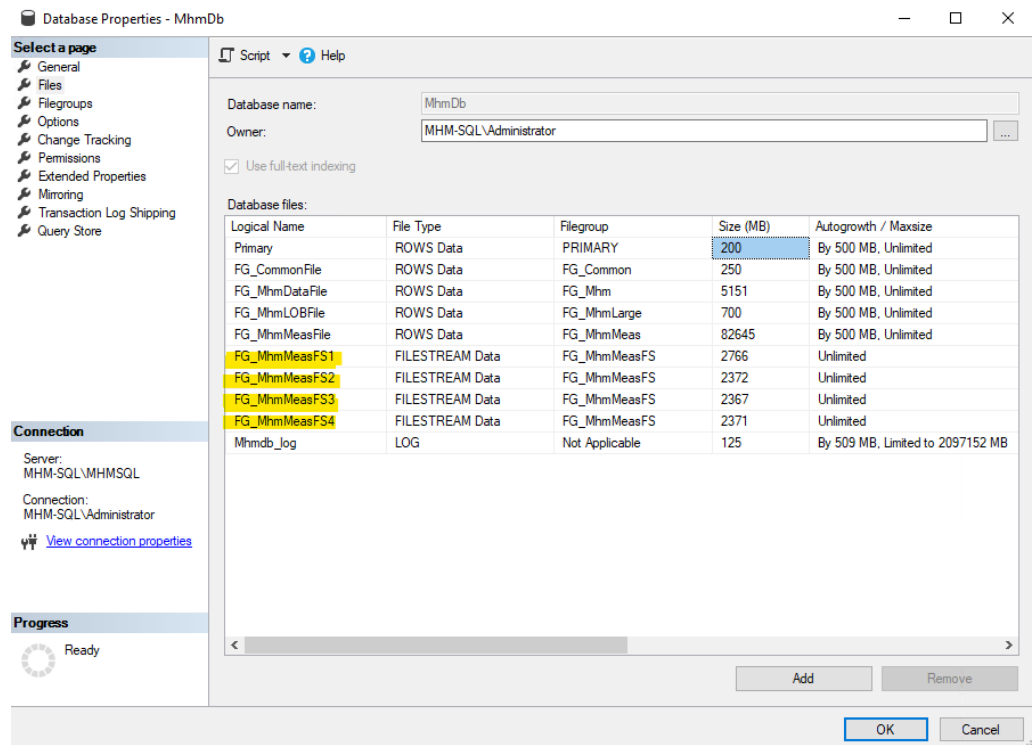 Database Properties - MhmDb
Select a page
General
Files
Filegroups
Options
Change Tracking
Permissions
Extended Properties
Mirroring
Transaction Log Shipping
Query Store
Connection
Server:
MHM-SQL\MHMSQL
Connection:
MHM-SQL\Administrator
View connection properties
Progress
Ready
Script
Help
Database name: MhmDb
Owner: MHM-SQL\Administrator ...
Use full-text indexing
Database files:
Logical Name File Type Filegroup Size (MB) Autogrowth / Maxsize
Primary ROWS Data PRIMARY 200 By 500 MB, Unlimited
FG_CommonFile ROWS Data FG_Common 250 By 500 MB, Unlimited
FG_MhmDataFile ROWS Data FG_Mhm 5151 By 500 MB, Unlimited
FG_MhmLOBFile ROWS Data FG_MhmLarge 700 By 500 MB, Unlimited
FG_MhmMeasFile ROWS Data FG_MhmMeas 82645 By 500 MB, Unlimited
FG_MhmMeasFS1 FILESTREAM Data FG_MhmMeasFS 2766 Unlimited
FG_MhmMeasFS2 FILESTREAM Data FG_MhmMeasFS 2372 Unlimited
FG_MhmMeasFS3 FILESTREAM Data FG_MhmMeasFS 2367 Unlimited
FG_MhmMeasFS4 FILESTREAM Data FG_MhmMeasFS 2371 Unlimited
Mhmdb_log LOG Not Applicable 125 By 509 MB, Limited to 2097152 MB
Add Remove
OK Cancel